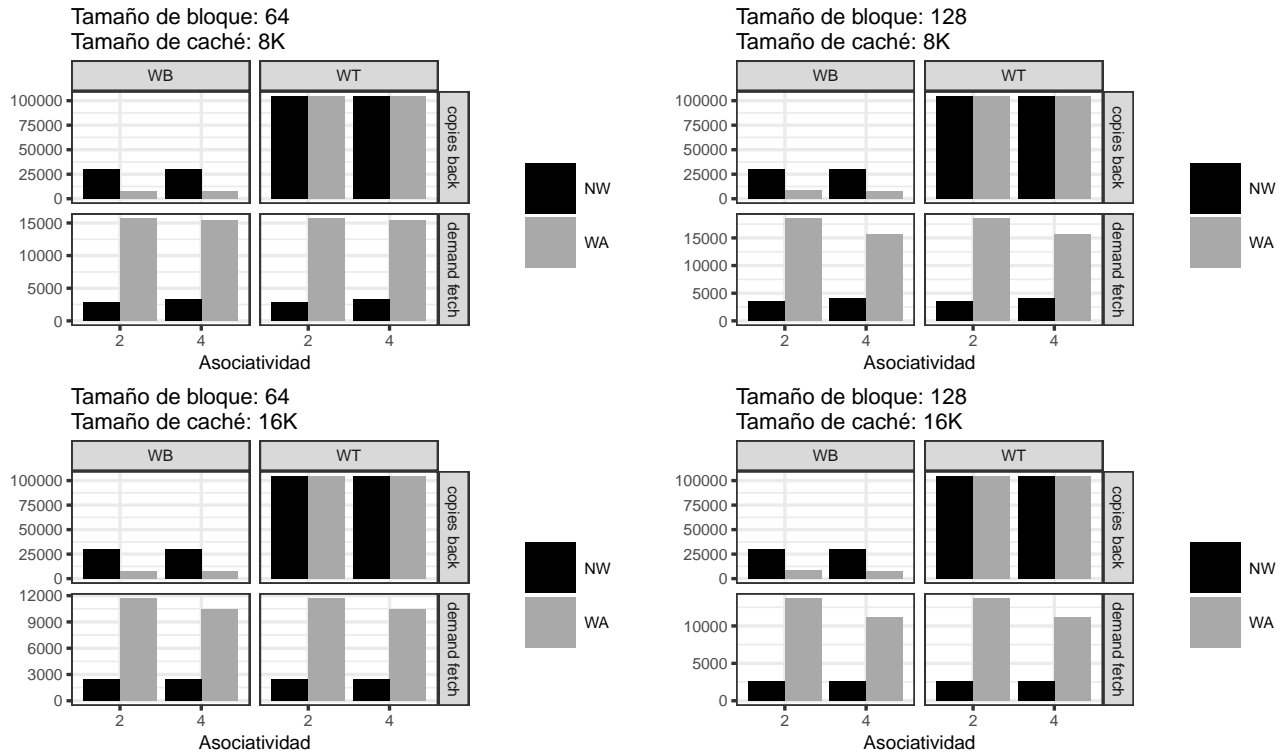 Tamaño de bloque: 64
Tamaño de caché: 8K
WB WT
copies back
100000
75000
50000
25000
0
demand fetch
15000
10000
5000
0
2 4 2 4
Asociatividad
NW
WA
Tamaño de bloque: 128
Tamaño de caché: 8K
WB WT
copies back
100000
75000
50000
25000
0
demand fetch
15000
10000
5000
0
2 4 2 4
Asociatividad
NW
WA
Tamaño de bloque: 64
Tamaño de caché: 16K
WB WT
copies back
100000
75000
50000
25000
0
demand fetch
12000
9000
6000
3000
0
2 4 2 4
Asociatividad
NW
WA
Tamaño de bloque: 128
Tamaño de caché: 16K
WB WT
copies back
100000
75000
50000
25000
0
demand fetch
10000
5000
0
2 4 2 4
Asociatividad
NW
WA